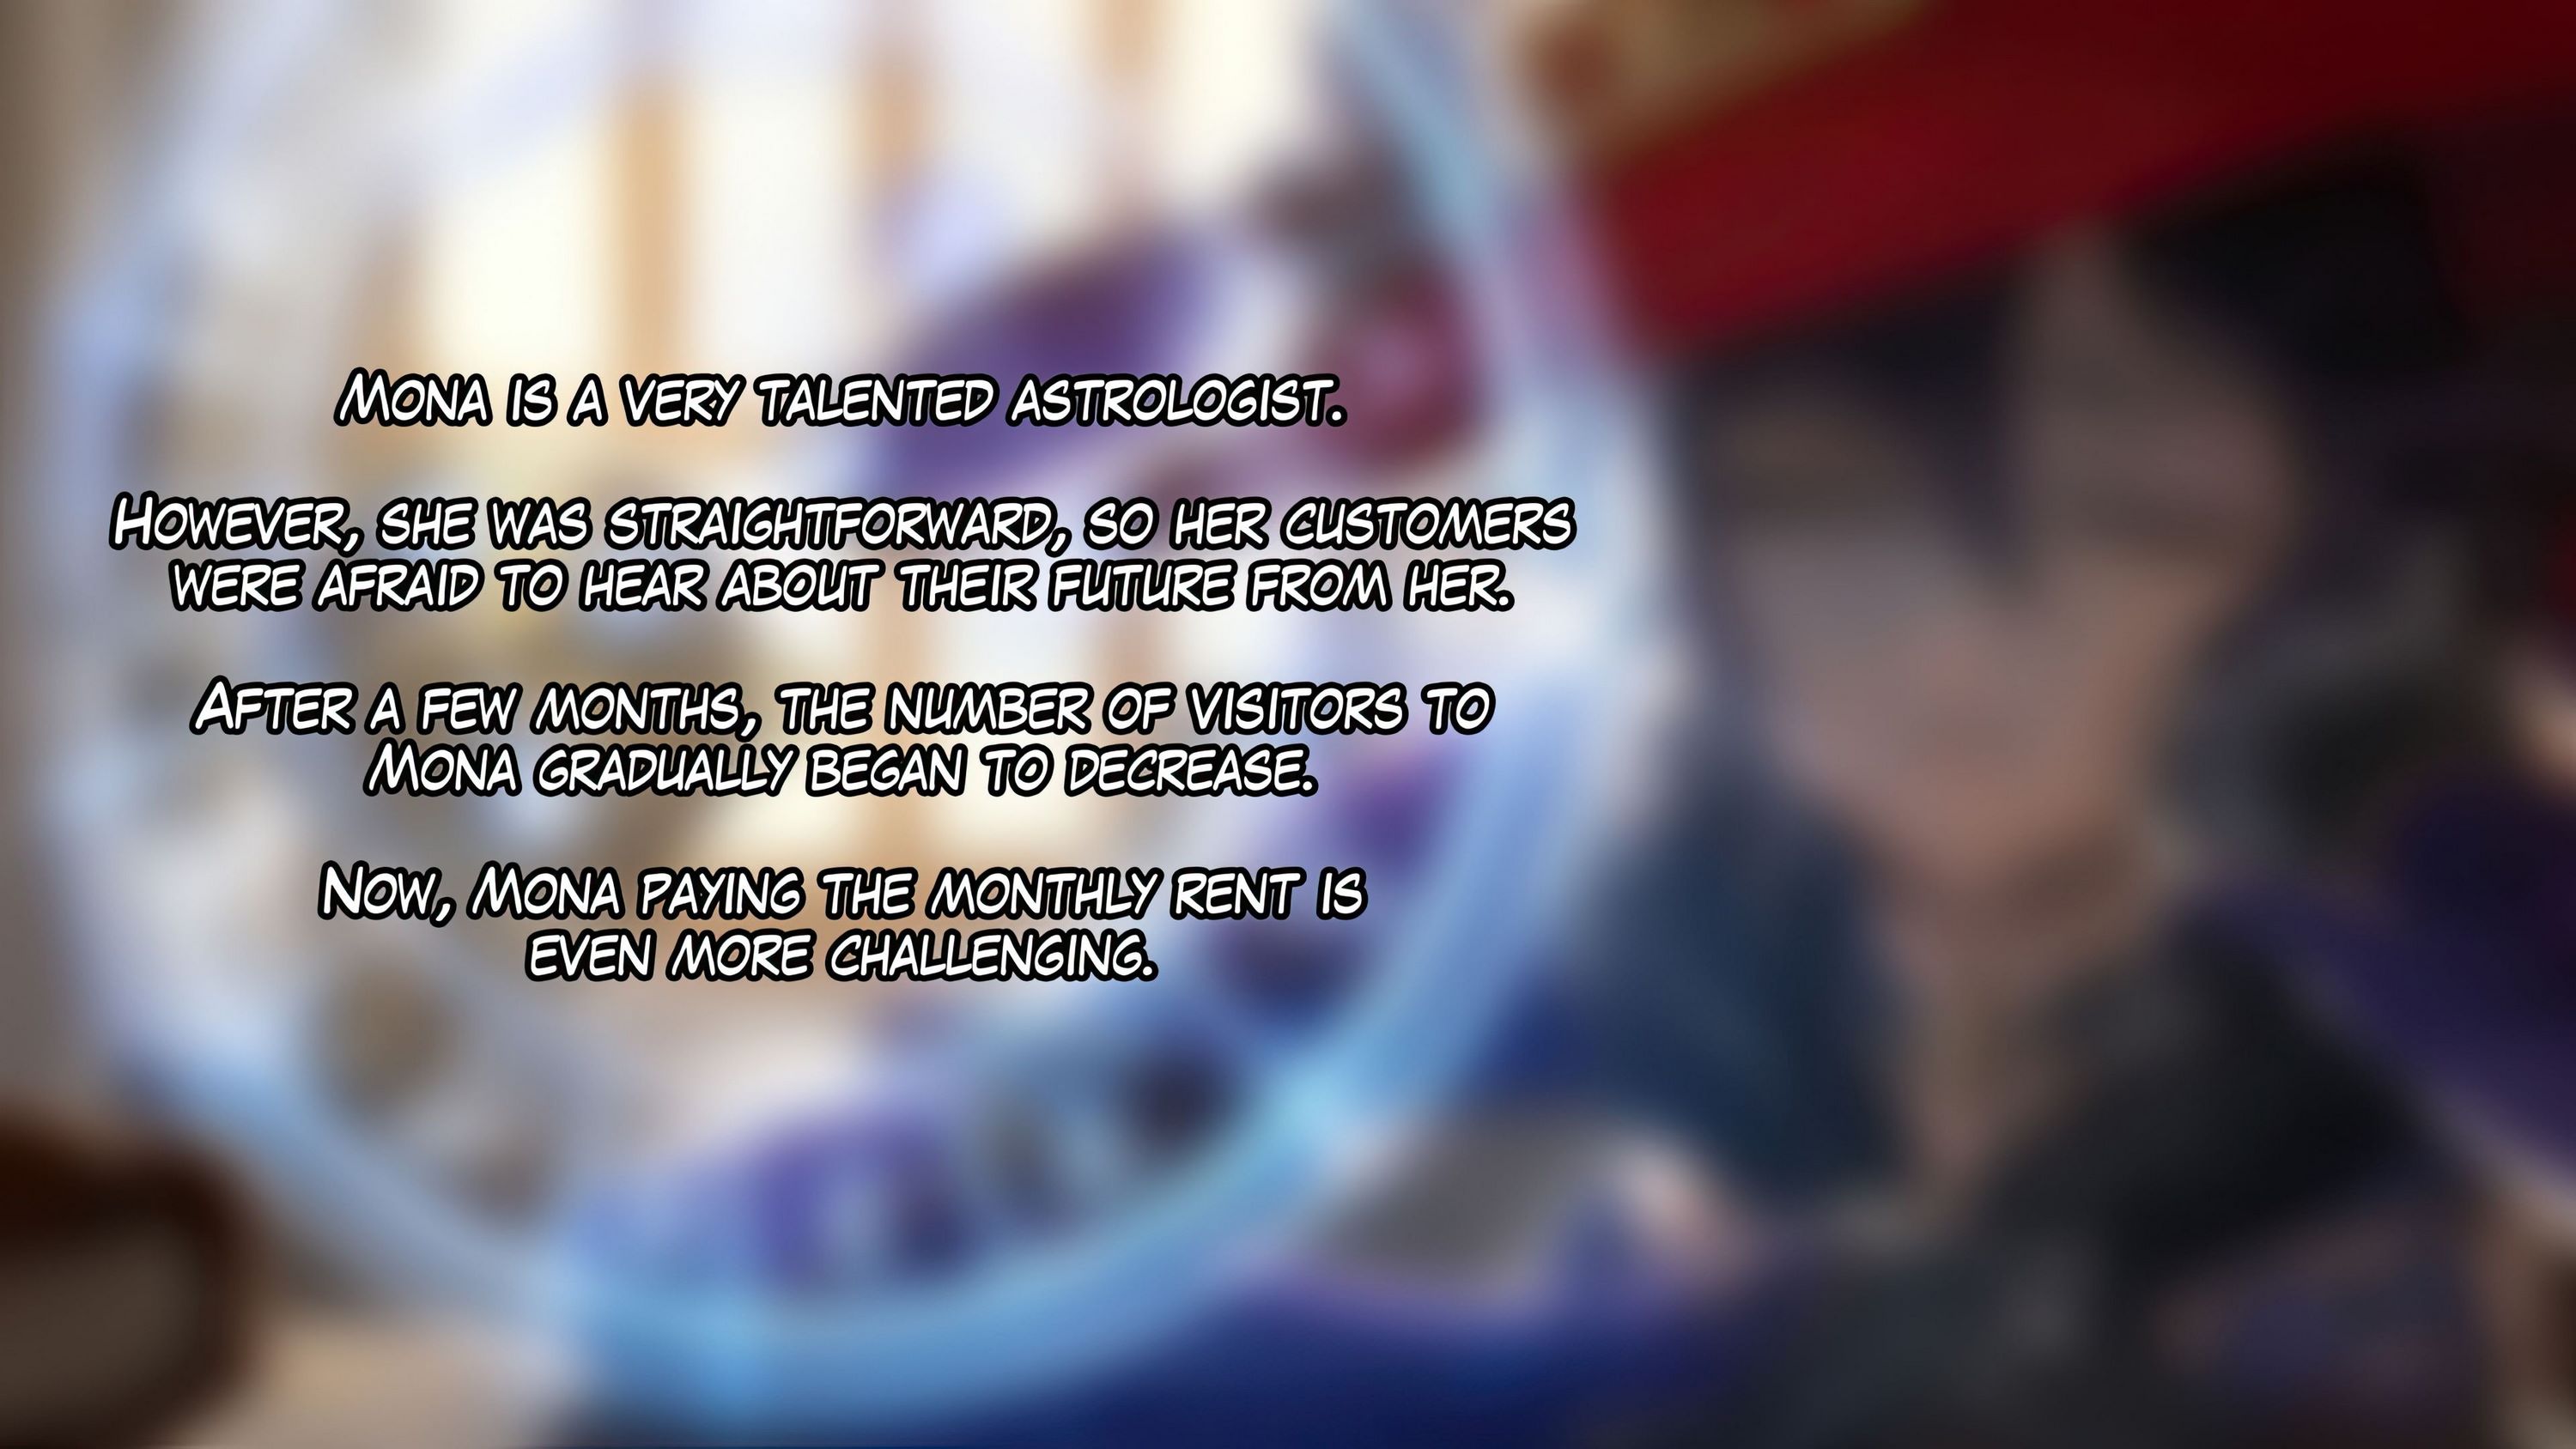 Mona is a very talented astrologist.
However, she was straightforward, so her customers
were afraid to hear about their future from her.
After a few months, the number of visitors to
Mona gradually began to decrease.
Now, Mona paying the monthly rent is
even more challenging.